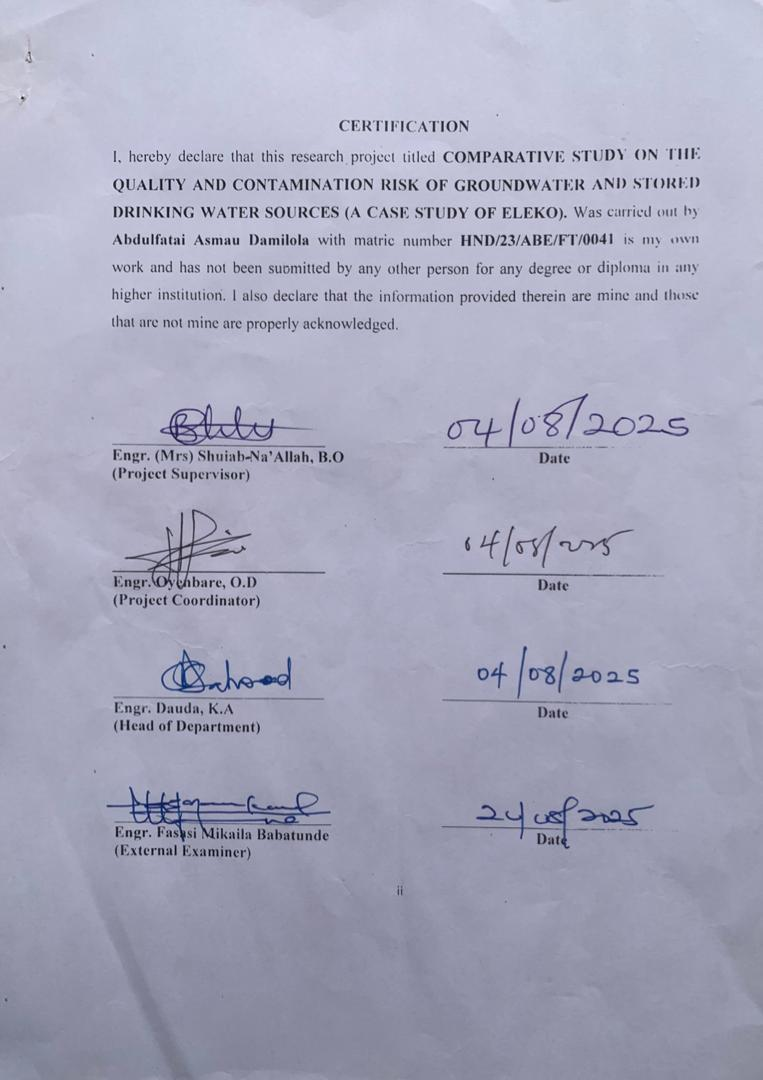 CERTIFICATION
I, hereby declare that this research project titled COMPARATIVE STUDY ON THE
QUALITY AND CONTAMINATION RISK OF GROUNDWATER AND STORED
DRINKING WATER SOURCES (A CASE STUDY OF ELEKO). Was carried out by
Abdulfatai Asmau Damilola with matric number HND/23/ABE/FT/0041 is my own
work and has not been submitted by any other person for any degree or diploma in any
higher institution. I also declare that the information provided therein are mine and those
that are not mine are properly acknowledged.
04/08/2025
Engr. (Mrs) Shuiab-Na'Allah, B.O
Date
(Project Supervisor)
04/08/2025
Engr. Oyebare, O.D
Date
(Project Coordinator)
04/08/2025
Engr. Dauda, K.A
Date
(Head of Department)
24/08/2025
Engr. Fasasi Mikaila Babatunde
Date
(External Examiner)
ii